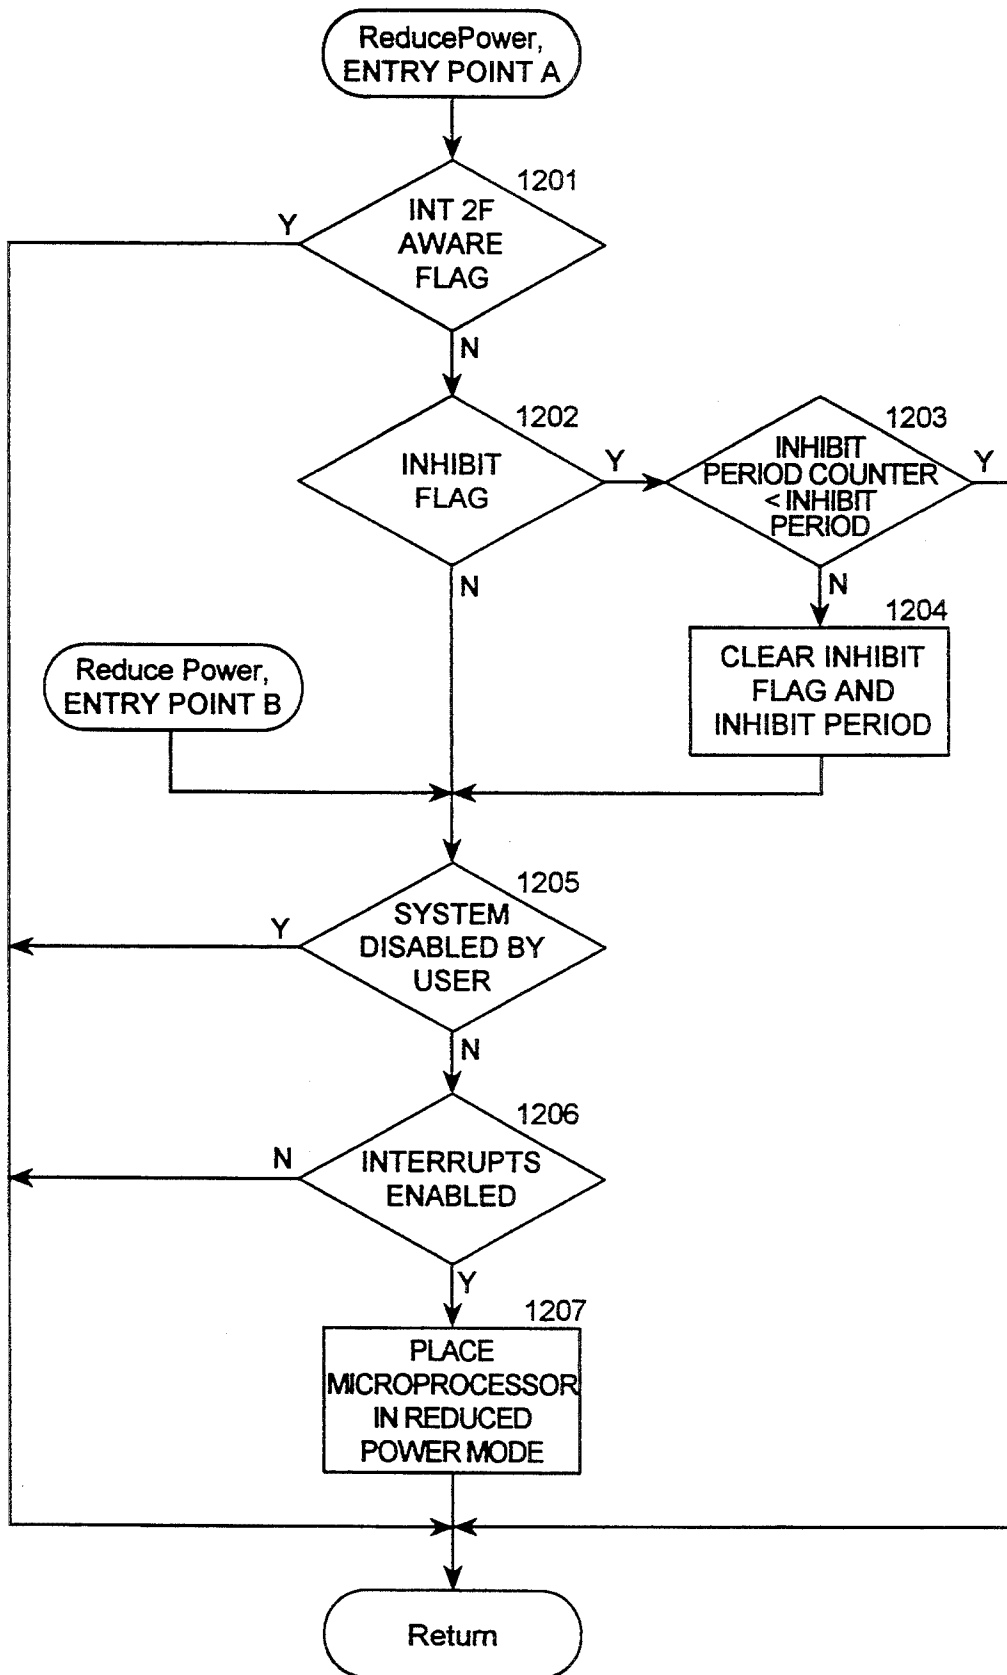 ReducePower,
ENTRY POINT A
1201
Y
INT 2F
AWARE
FLAG
N
1202
INHIBIT
FLAG
Y
N
1203
INHIBIT
PERIOD COUNTER
< INHIBIT
PERIOD
Y
N
1204
CLEAR INHIBIT
FLAG AND
INHIBIT PERIOD
Reduce Power,
ENTRY POINT B
1205
Y
SYSTEM
DISABLED BY
USER
N
1206
N
INTERRUPTS
ENABLED
Y
1207
PLACE
MICROPROCESSOR
IN REDUCED
POWER MODE
Return